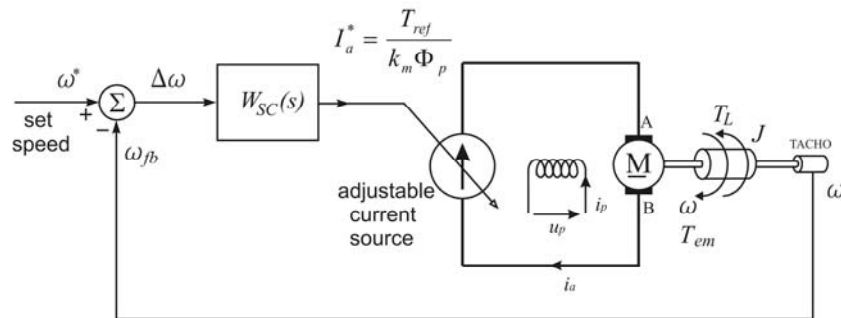 I_a^* = T_ref / k_m Φ_p
ω*
+
Σ
−
Δω
W_SC(s)
set
speed
ω_fb
adjustable
current
source
u_p
i_p
i_a
A
M
B
T_L
J
TACHO
ω
T_em
ω